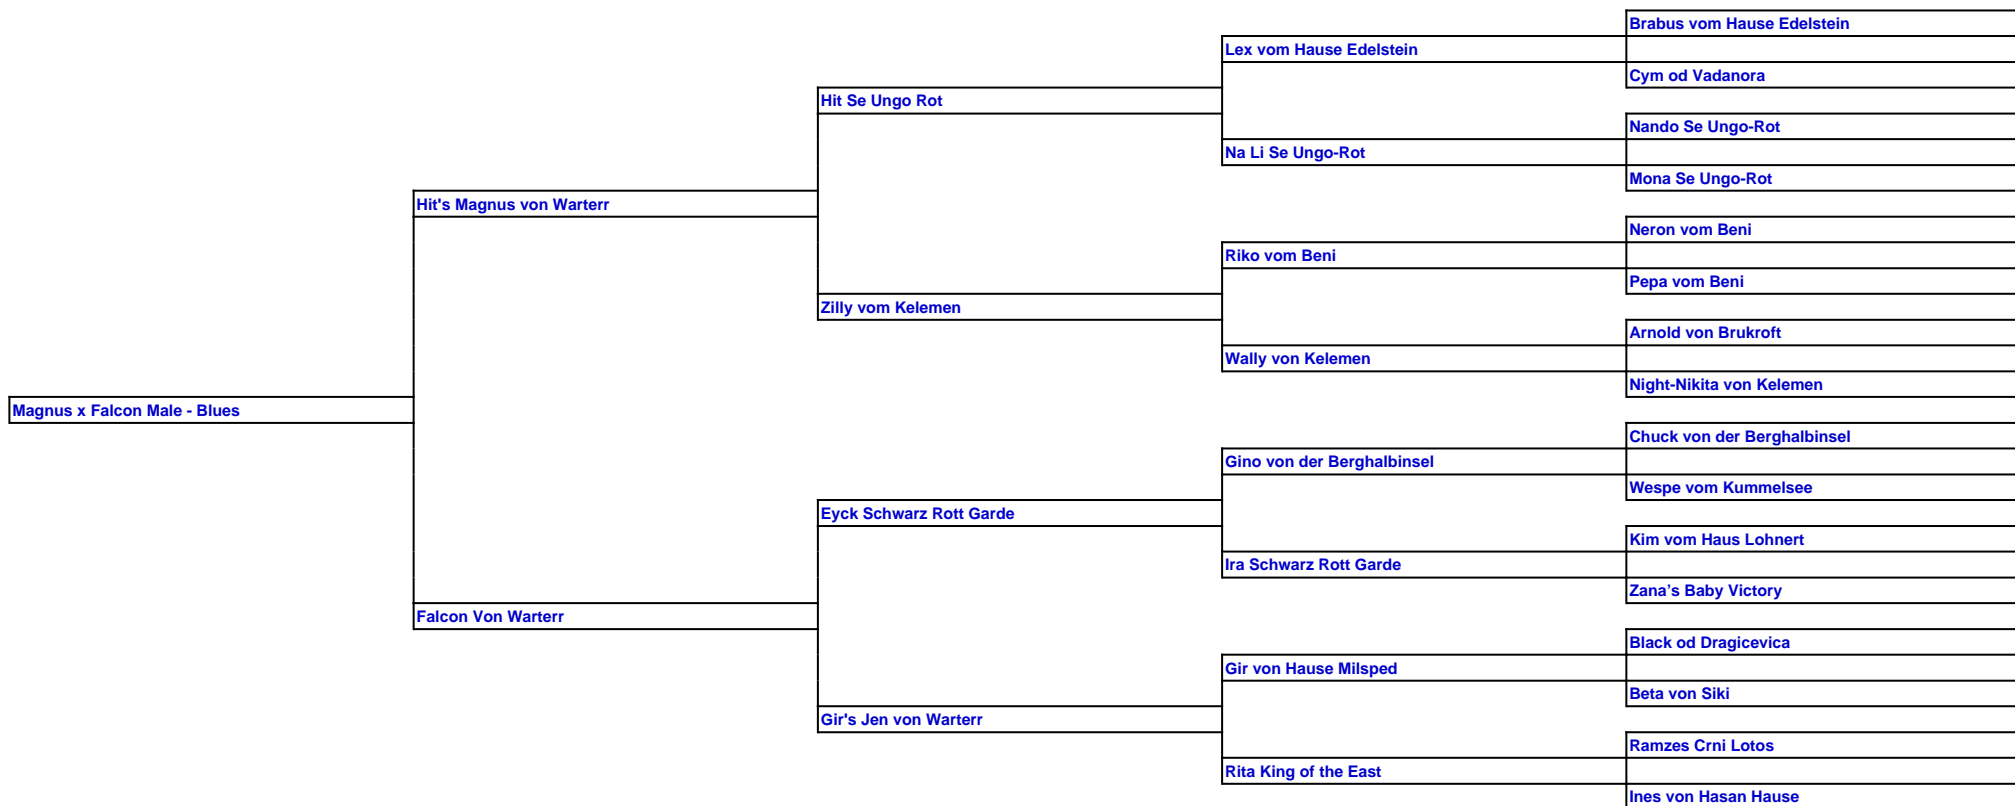 Brabus vom Hause Edelstein
Lex vom Hause Edelstein
Cym od Vadanora
Hit Se Ungo Rot
Nando Se Ungo-Rot
Na Li Se Ungo-Rot
Mona Se Ungo-Rot
Hit's Magnus von Warterr
Neron vom Beni
Riko vom Beni
Pepa vom Beni
Zilly vom Kelemen
Arnold von Brukroft
Wally von Kelemen
Night-Nikita von Kelemen
Magnus x Falcon Male - Blues
Chuck von der Berghalbinsel
Gino von der Berghalbinsel
Wespe vom Kummelsee
Eyck Schwarz Rott Garde
Kim vom Haus Lohnert
Ira Schwarz Rott Garde
Zana’s Baby Victory
Falcon Von Warterr
Black od Dragicevica
Gir von Hause Milsped
Beta von Siki
Gir's Jen von Warterr
Ramzes Crni Lotos
Rita King of the East
Ines von Hasan Hause